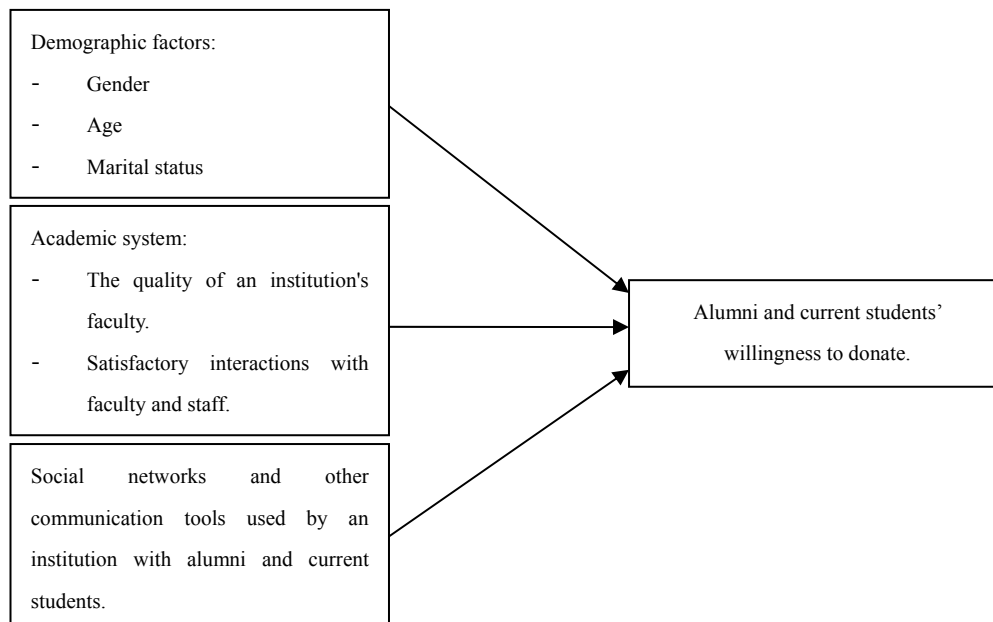 Demographic factors:
- Gender
- Age
- Marital status
Academic system:
- The quality of an institution's
faculty.
- Satisfactory interactions with
faculty and staff.
Social networks and other
communication tools used by an
institution with alumni and current
students.
Alumni and current students’
willingness to donate.